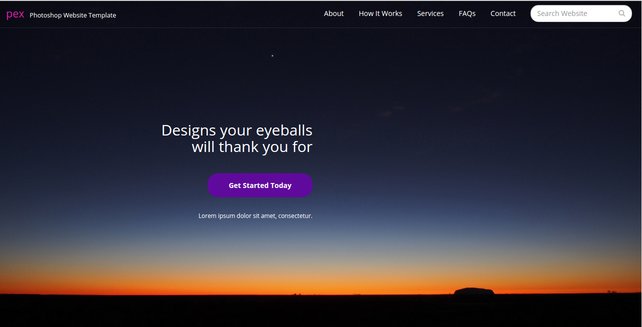 pex Photoshop Website Template
About How It Works Services FAQs Contact Search Website
Designs your eyeballs
will thank you for
Get Started Today
Lorem ipsum dolor sit amet, consectetur.